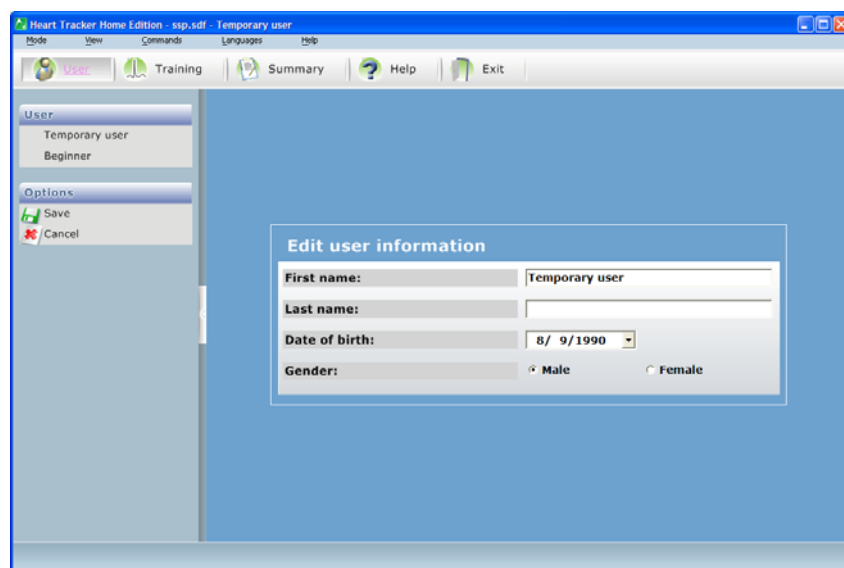 Heart Tracker Home Edition - ssp.sdf - Temporary user
Mode View Commands Languages Help
User Training Summary Help Exit
User
Temporary user
Beginner
Options
Save
Cancel
Edit user information
First name: Temporary user
Last name:
Date of birth: 8/ 9/1990
Gender: Male Female